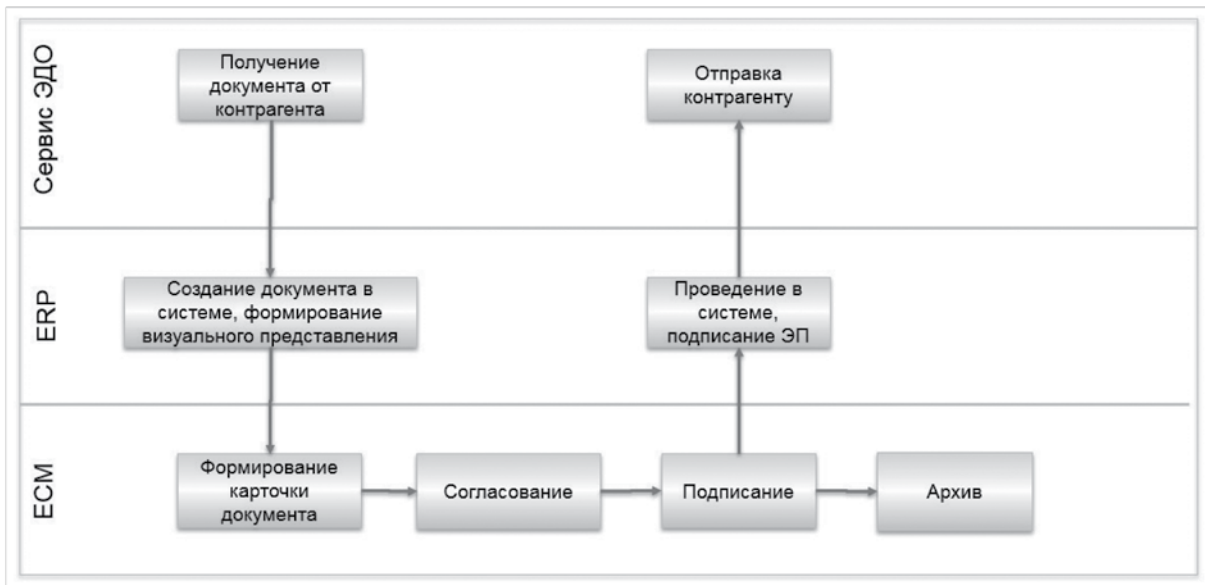 Сервис ЭДО
Получение
документа от
контрагента
Отправка
контрагенту
ERP
Создание документа в
системе, формирование
визуального представления
Проведение в
системе,
подписание ЭП
ECM
Формирование
карточки
документа
Согласование
Подписание
Архив